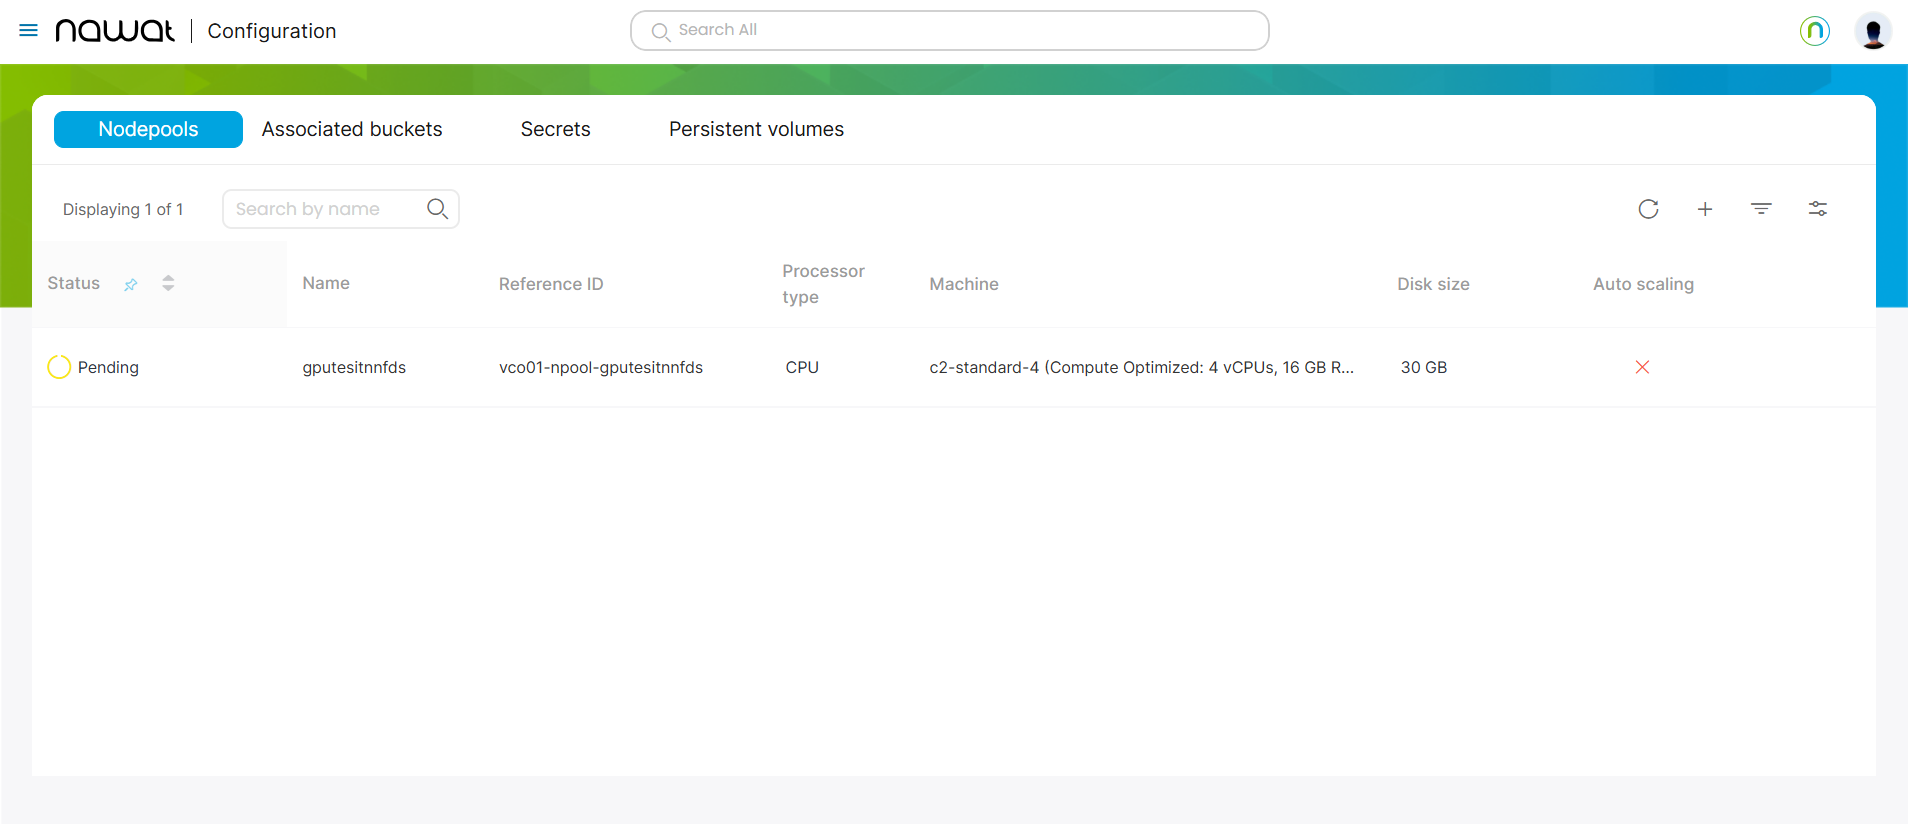 nawat
Configuration
Search All
Nodepools
Associated buckets
Secrets
Persistent volumes
Displaying 1 of 1
Search by name
Status
Name
Reference ID
Processor
type
Machine
Disk size
Auto scaling
Pending
gputesitnnfds
vco01-npool-gputesitnnfds
CPU
c2-standard-4 (Compute Optimized: 4 vCPUs, 16 GB R...
30 GB